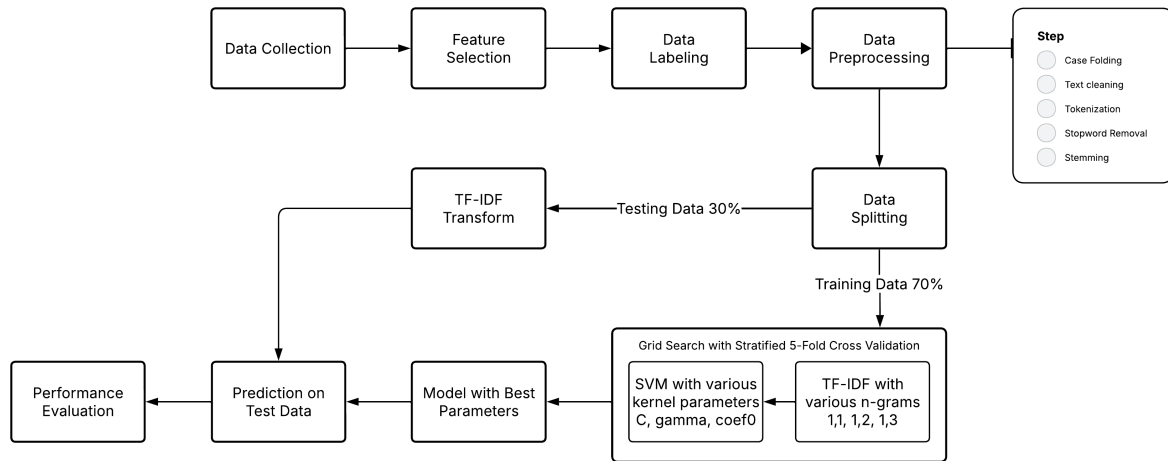 Data Collection
Feature
Selection
Data
Labeling
Data
Preprocessing
Step
Case Folding
Text cleaning
Tokenization
Stopword Removal
Stemming
TF-IDF
Transform
Testing Data 30%
Data
Splitting
Training Data 70%
Grid Search with Stratified 5-Fold Cross Validation
SVM with various
kernel parameters
C, gamma, coef0
TF-IDF with
various n-grams
1,1, 1,2, 1,3
Model with Best
Parameters
Prediction on
Test Data
Performance
Evaluation